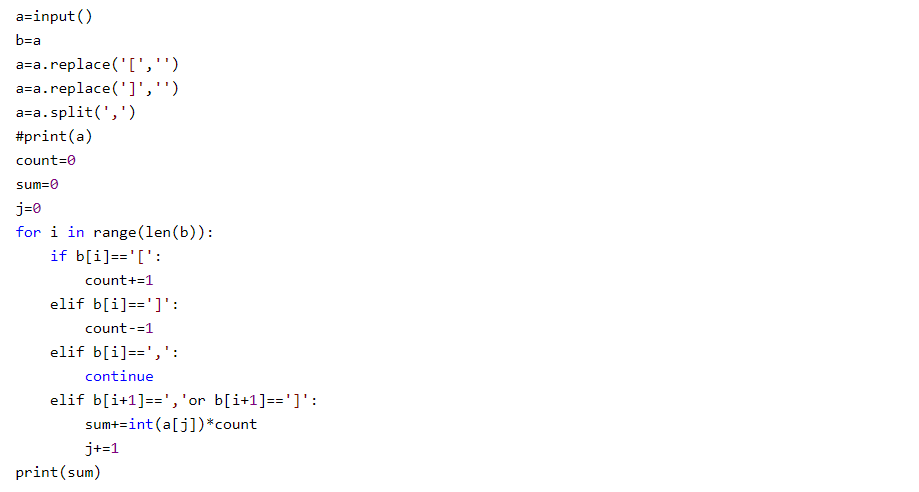 a=input()
b=a
a=a.replace('[','')
a=a.replace(']','')
a=a.split(',')
#print(a)
count=0
sum=0
j=0
for i in range(len(b)):
    if b[i]=='[':
        count+=1
    elif b[i]==']':
        count-=1
    elif b[i]==',':
        continue
    elif b[i+1]==','or b[i+1]==']':
        sum+=int(a[j])*count
        j+=1
print(sum)